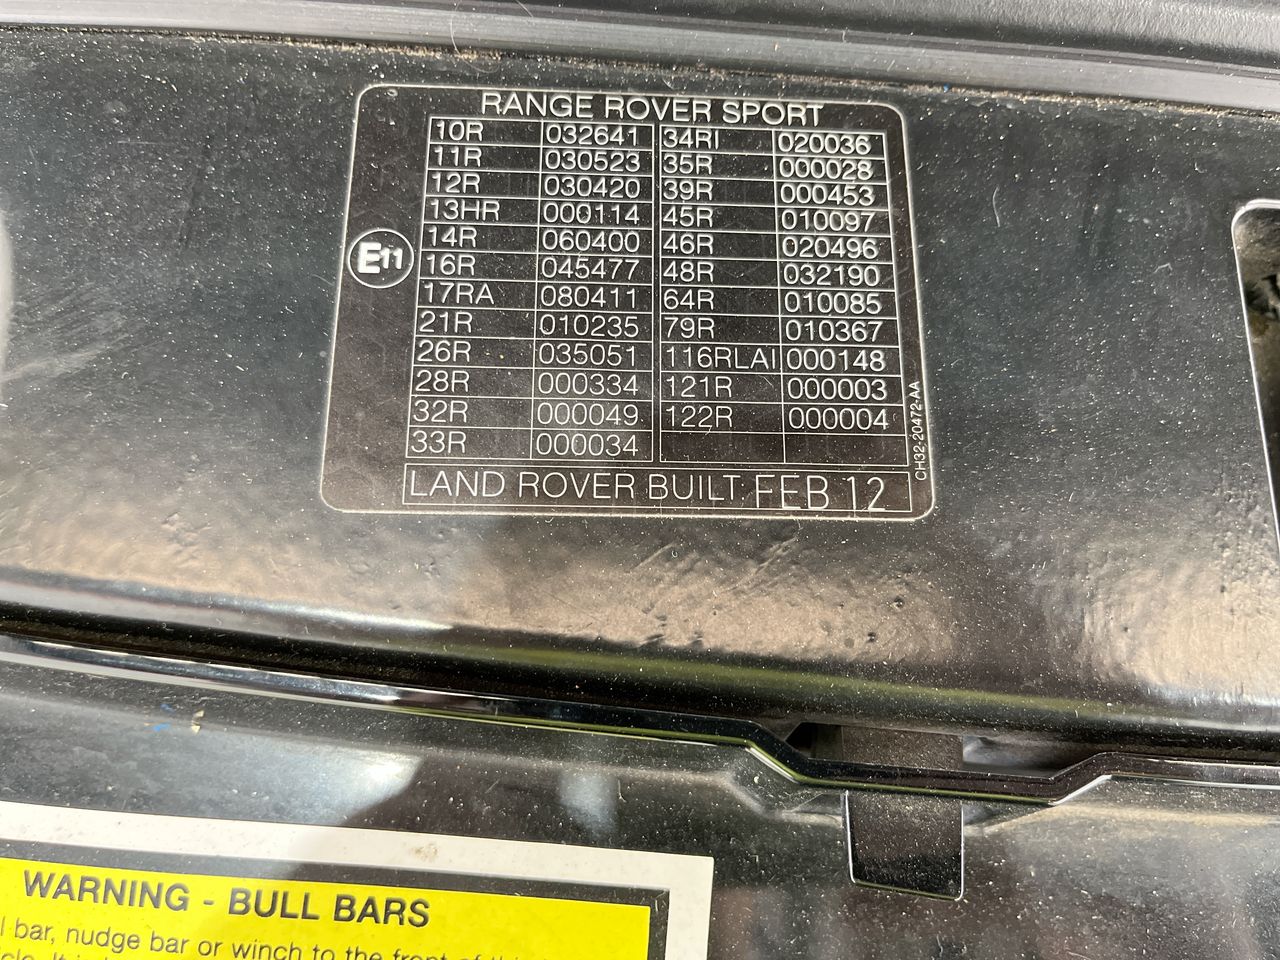 RANGE ROVER SPORT
10R 032641 34RI 020036
11R 030523 35R 000028
12R 030420 39R 000453
13HR 000114 45R 010097
14R 060400 46R 020496
16R 045477 48R 032190
17RA 080411 64R 010085
21R 010235 79R 010367
26R 035051 116RLAI 000148
28R 000334 121R 000003
32R 000049 122R 000004
33R 000034
E11
LAND ROVER BUILT: FEB 12
CH32-20472-AA
WARNING - BULL BARS
bar, nudge bar or winch to the front of